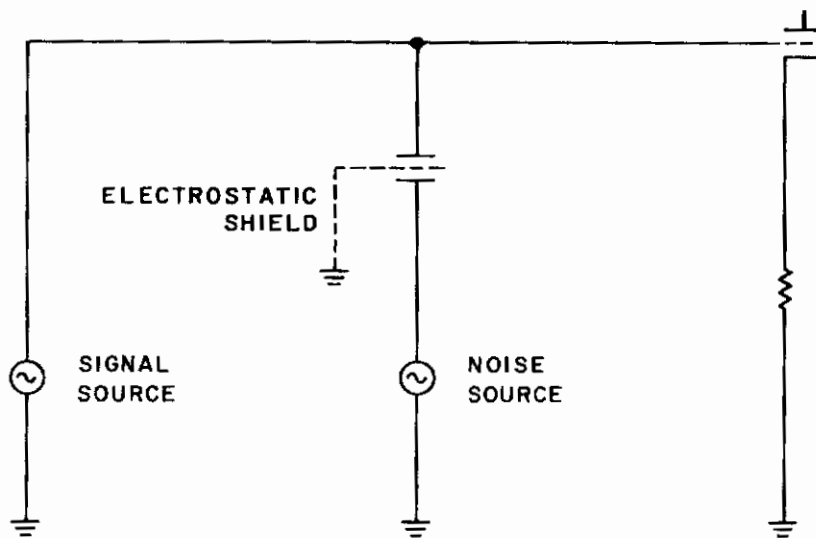 ELECTROSTATIC
SHIELD
SIGNAL
SOURCE
NOISE
SOURCE